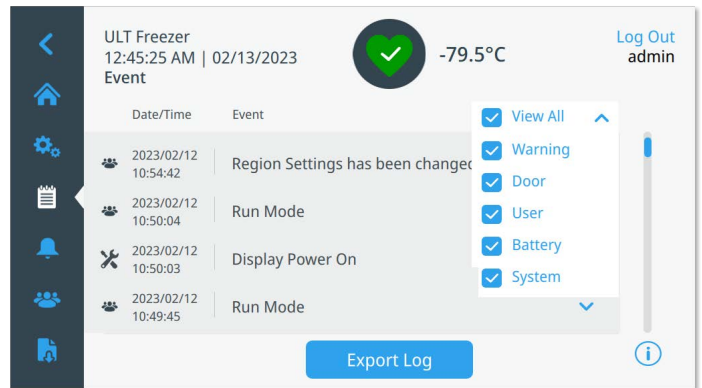 ULT Freezer
12:45:25 AM | 02/13/2023
Event
-79.5°C
Log Out
admin
Date/Time Event
View All
Warning
Door
User
Battery
System
2023/02/12
10:54:42
Region Settings has been changed
2023/02/12
10:50:04
Run Mode
2023/02/12
10:50:03
Display Power On
2023/02/12
10:49:45
Run Mode
Export Log
i